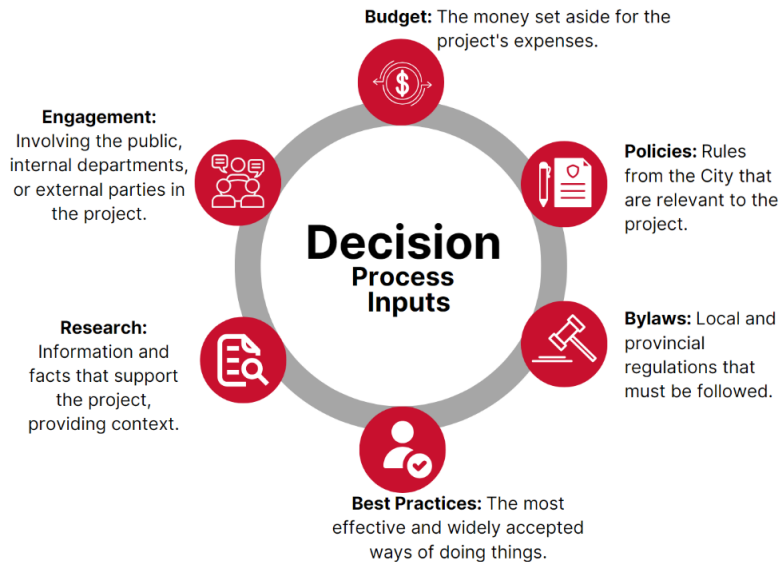 Budget: The money set aside for the
project's expenses.
Engagement:
Involving the public,
internal departments,
or external parties in
the project.
Policies: Rules
from the City that
are relevant to the
project.
Decision
Process
Inputs
Research:
Information and
facts that support
the project,
providing context.
Bylaws: Local and
provincial
regulations that
must be followed.
Best Practices: The most
effective and widely accepted
ways of doing things.